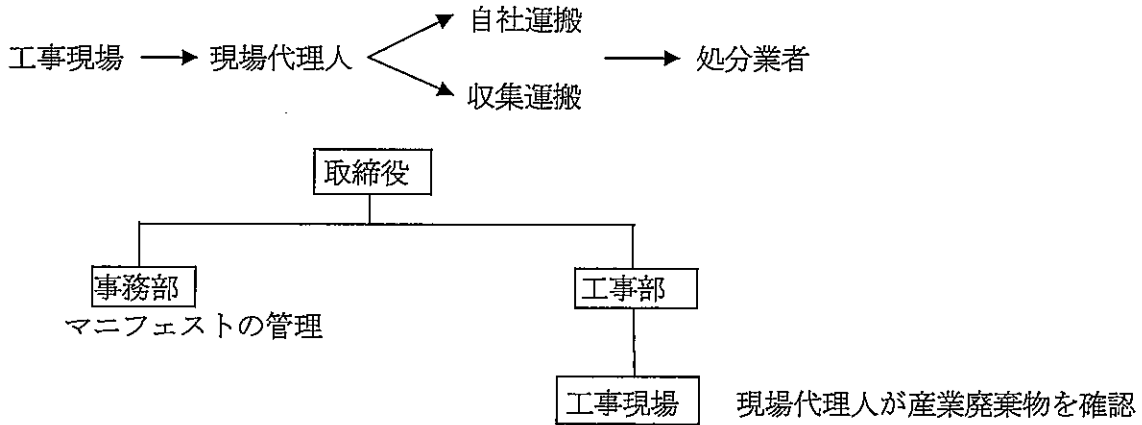 自社運搬
工事現場 → 現場代理人 → 処分業者
収集運搬
取締役
事務部 工事部
マニフェストの管理
工事現場 現場代理人が産業廃棄物を確認